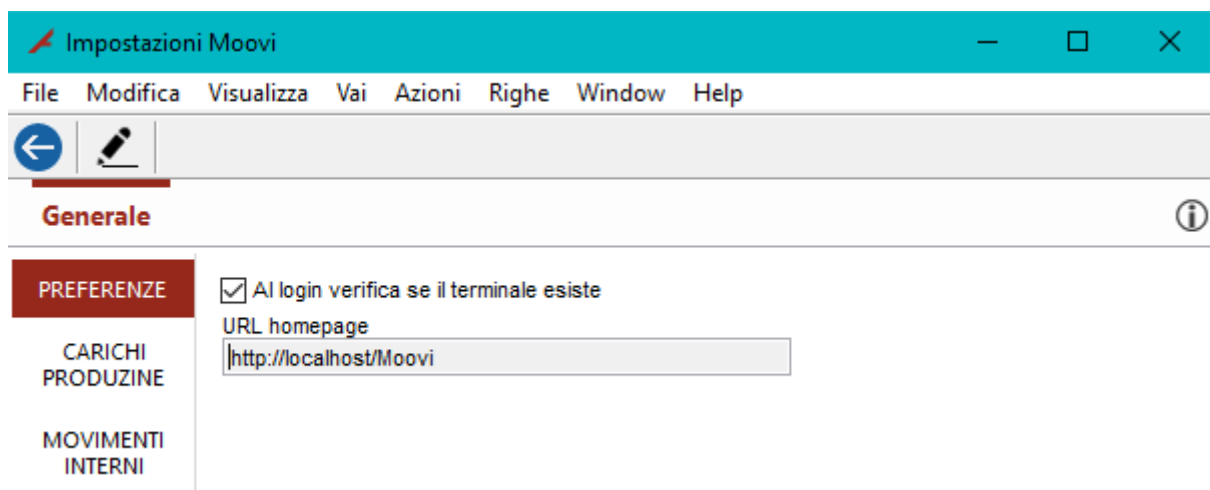 Impostazioni Moovi
File Modifica Visualizza Vai Azioni Righe Window Help
Generale
PREFERENZE
CARICHI
PRODUZINE
MOVIMENTI
INTERNI
Al login verifica se il terminale esiste
URL homepage
http://localhost/Moovi